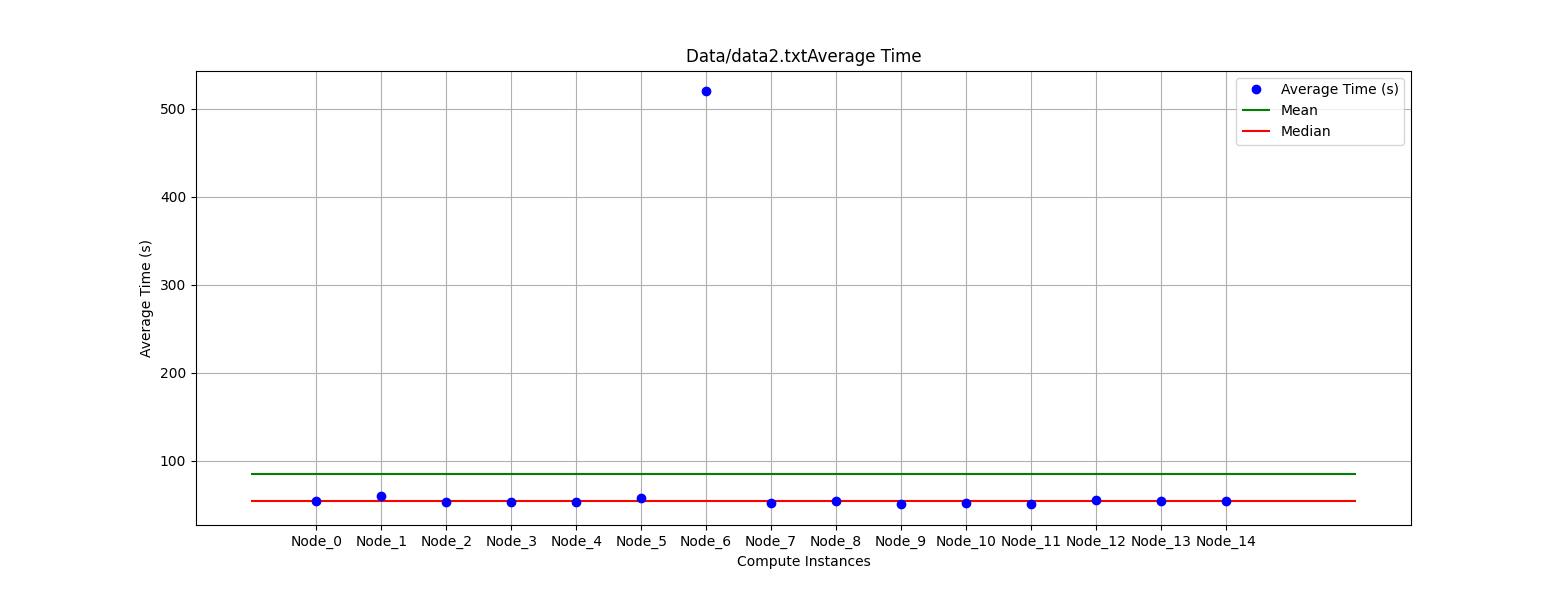 Data/data2.txtAverage Time
Average Time (s)
Mean
Median
500
400
300
200
100
Average Time (s)
Node_0 Node_1 Node_2 Node_3 Node_4 Node_5 Node_6 Node_7 Node_8 Node_9 Node_10 Node_11 Node_12 Node_13 Node_14
Compute Instances